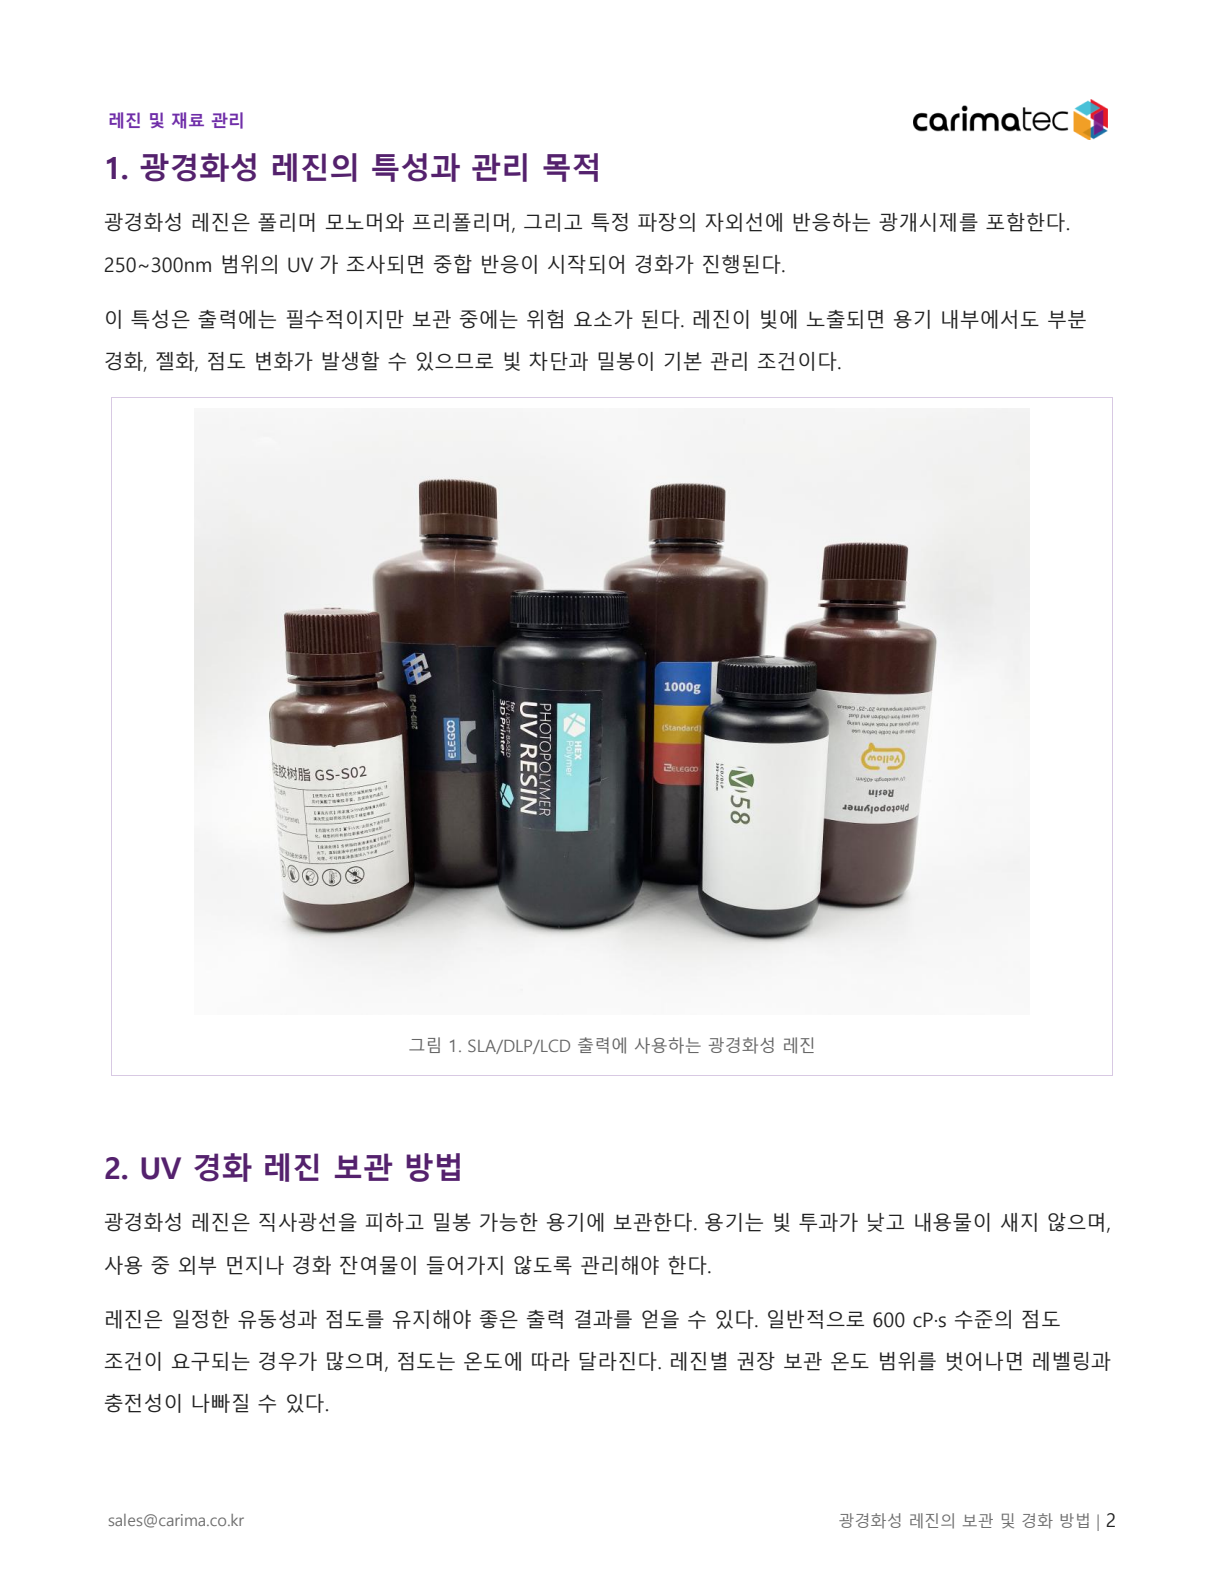 레진 및 재료 관리
carimatec
1. 광경화성 레진의 특성과 관리 목적
광경화성 레진은 폴리머 모노머와 프리폴리머, 그리고 특정 파장의 자외선에 반응하는 광개시제를 포함한다.
250~300nm 범위의 UV 가 조사되면 중합 반응이 시작되어 경화가 진행된다.
이 특성은 출력에는 필수적이지만 보관 중에는 위험 요소가 된다. 레진이 빛에 노출되면 용기 내부에서도 부분
경화, 젤화, 점도 변화가 발생할 수 있으므로 빛 차단과 밀봉이 기본 관리 조건이다.
胶树脂 GS-S02
ELEGOO
HEX
Polymer
PHOTOPOLYMER
UV RESIN
for
UV LIGHT BASED
3D Printer
1000g
(Standard)
ELEGOO
58
Photopolymer
Resin
UV wavelength 405nm
Yellow
Shake up the bottle before use
그림 1. SLA/DLP/LCD 출력에 사용하는 광경화성 레진
2. UV 경화 레진 보관 방법
광경화성 레진은 직사광선을 피하고 밀봉 가능한 용기에 보관한다. 용기는 빛 투과가 낮고 내용물이 새지 않으며,
사용 중 외부 먼지나 경화 잔여물이 들어가지 않도록 관리해야 한다.
레진은 일정한 유동성과 점도를 유지해야 좋은 출력 결과를 얻을 수 있다. 일반적으로 600 cP·s 수준의 점도
조건이 요구되는 경우가 많으며, 점도는 온도에 따라 달라진다. 레진별 권장 보관 온도 범위를 벗어나면 레벨링과
충전성이 나빠질 수 있다.
sales@carima.co.kr
광경화성 레진의 보관 및 경화 방법 | 2